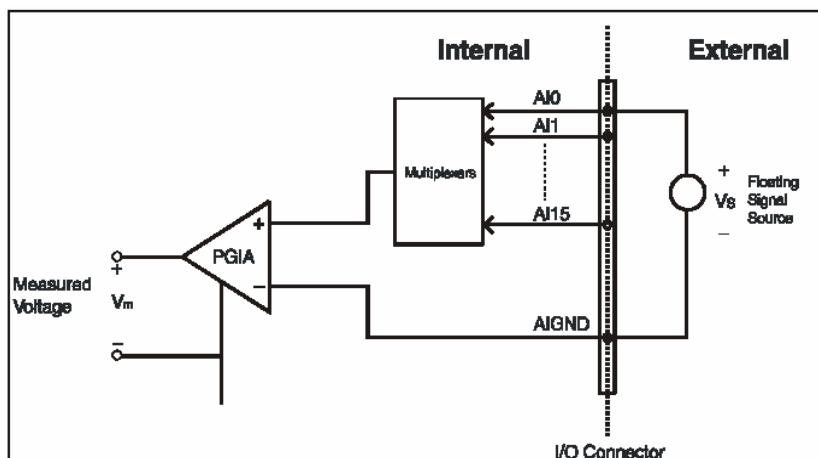 Internal
External
AI0
AI1
Multiplexers
AI15
+
Vs
−
Floating
Signal
Source
+
PGIA
−
Measured
Voltage
+
Vm
−
AIGND
I/O Connector